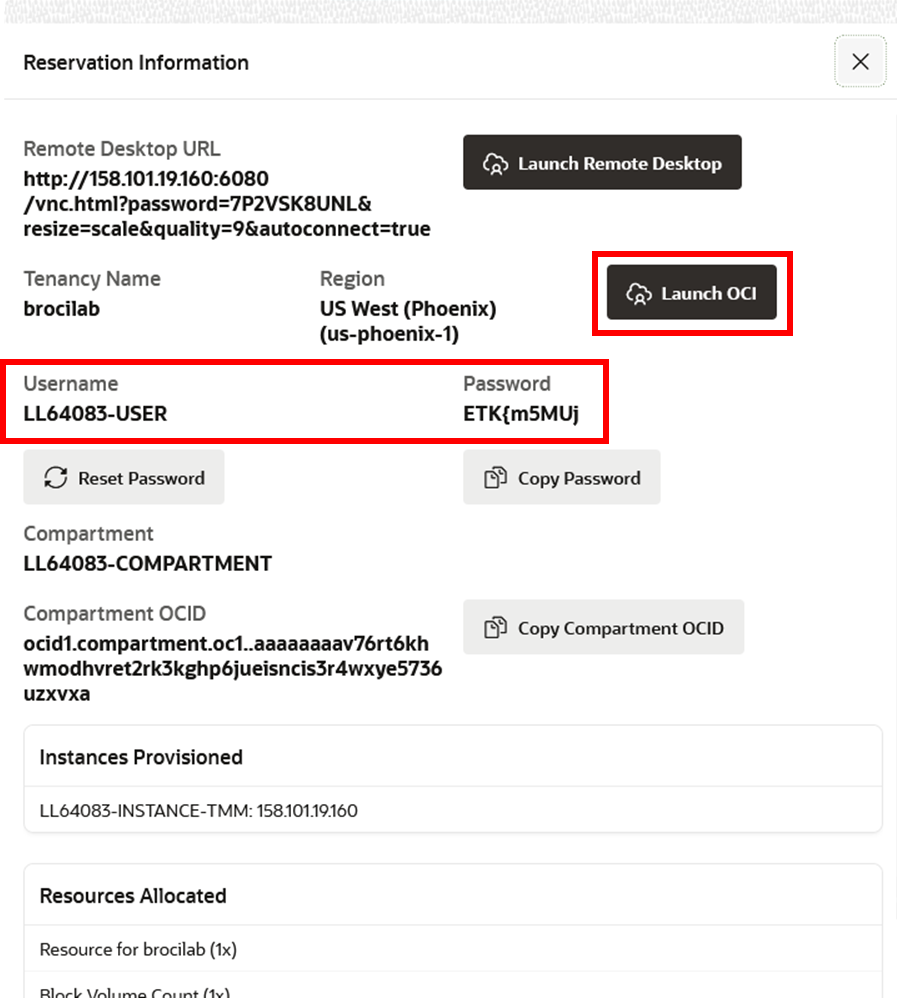 Reservation Information
Remote Desktop URL
http://158.101.19.160:6080
/vnc.html?password=7P2VSK8UNL&
resize=scale&quality=9&autoconnect=true
Launch Remote Desktop
Tenancy Name
brocilab
Region
US West (Phoenix)
(us-phoenix-1)
Launch OCI
Username
LL64083-USER
Password
ETK{m5MUj
Reset Password
Copy Password
Compartment
LL64083-COMPARTMENT
Compartment OCID
ocid1.compartment.oc1..aaaaaaaav76rt6kh
wmodhvret2rk3kghp6jueisncis3r4wxye5736
uzxvxa
Copy Compartment OCID
Instances Provisioned
LL64083-INSTANCE-TMM: 158.101.19.160
Resources Allocated
Resource for brocilab (1x)
Block Volume Count (1x)